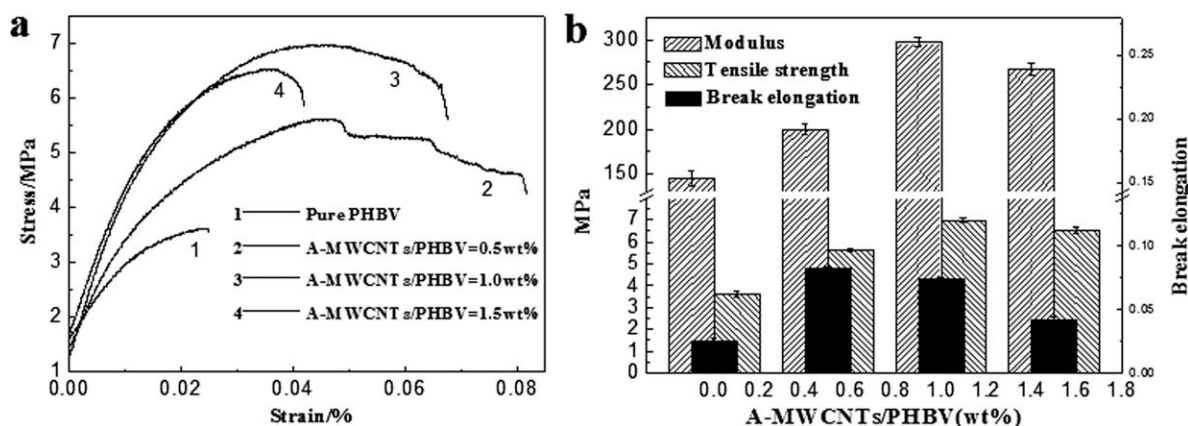 a
Stress/MPa
7
6
5
4
3
2
1
0.00 0.02 0.04 0.06 0.08
Strain/%
1
2
3
4
1 Pure PHBV
2 A-MWCNTs/PHBV=0.5wt%
3 A-MWCNTs/PHBV=1.0wt%
4 A-MWCNTs/PHBV=1.5wt%
b
MPa
300
250
200
150
7
6
5
4
3
2
1
0
Modulus
Tensile strength
Break elongation
0.25
0.20
0.15
0.10
0.05
0.00
Break elongation
0.0 0.2 0.4 0.6 0.8 1.0 1.2 1.4 1.6 1.8
A-MWCNTs/PHBV(wt%)